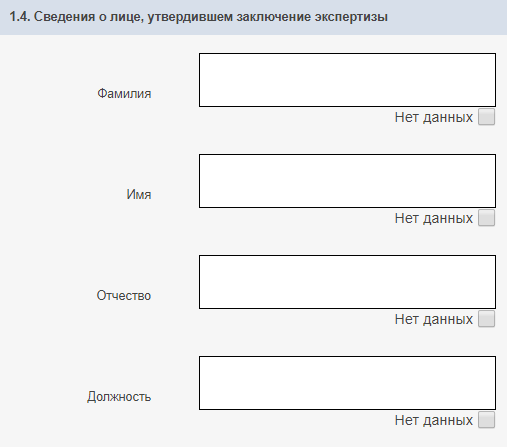 1.4. Сведения о лице, утвердившем заключение экспертизы
Фамилия
Нет данных
Имя
Нет данных
Отчество
Нет данных
Должность
Нет данных